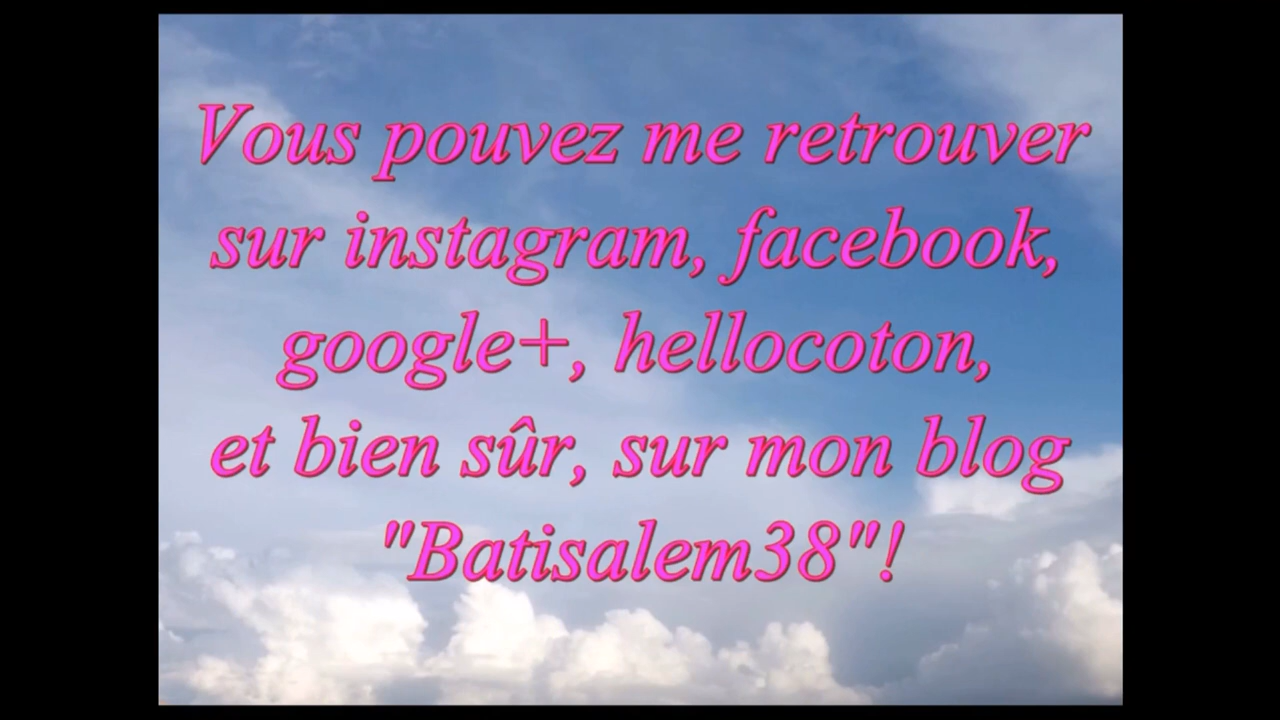 Vous pouvez me retrouver
sur instagram, facebook,
google+, hellocoton,
et bien sûr, sur mon blog
"Batisalem38"!